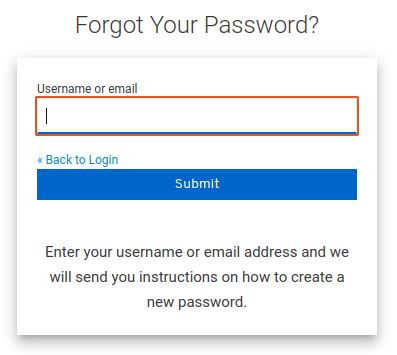 Forgot Your Password?
Username or email
« Back to Login
Submit
Enter your username or email address and we
will send you instructions on how to create a
new password.